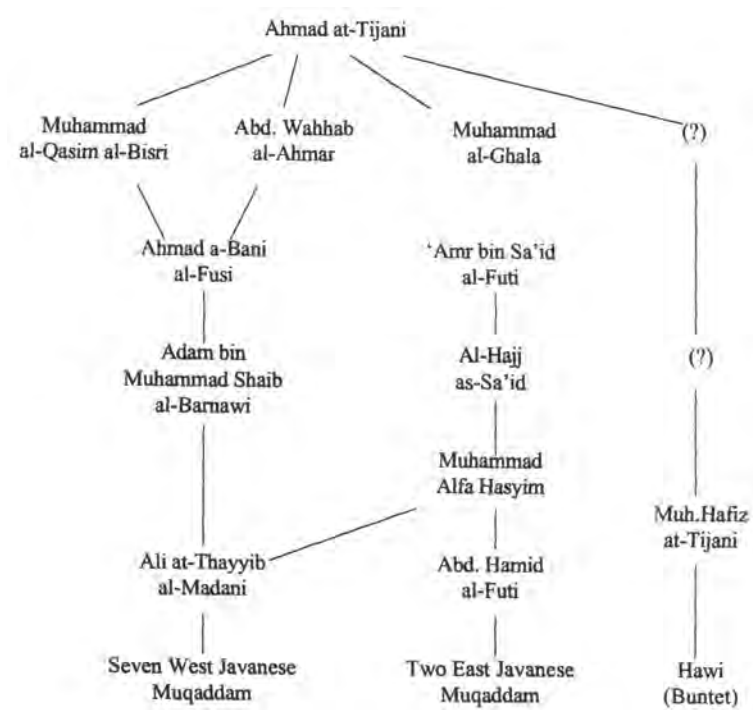 Ahmad at-Tijani
Muhammad
al-Qasim al-Bisri
Abd. Wahhab
al-Ahmar
Muhammad
al-Ghala
(?)
Ahmad a-Bani
al-Fusi
'Amr bin Sa'id
al-Futi
Adam bin
Muhammad Shaib
al-Barnawi
Al-Hajj
as-Sa'id
(?)
Muhammad
Alfa Hasyim
Muh.Hafiz
at-Tijani
Ali at-Thayyib
al-Madani
Abd. Hamid
al-Futi
Seven West Javanese
Muqaddam
Two East Javanese
Muqaddam
Hawi
(Buntet)